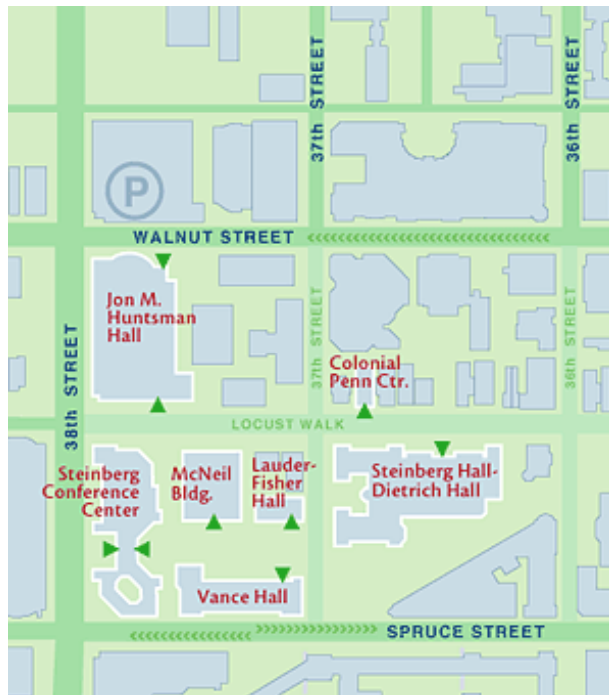 37th STREET
36th STREET
P
WALNUT STREET
Jon M.
Huntsman
Hall
38th STREET
37th STREET
36th STREET
Colonial
Penn Ctr.
LOCUST WALK
Steinberg
Conference
Center
McNeil
Bldg.
Lauder-
Fisher
Hall
Steinberg Hall-
Dietrich Hall
Vance Hall
SPRUCE STREET